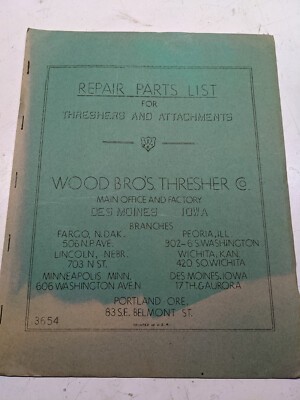 REPAIR PARTS LIST
FOR
THRESHERS AND ATTACHMENTS
WOOD BRO'S. THRESHER Co.
MAIN OFFICE AND FACTORY
DES MOINES IOWA
BRANCHES
FARGO, N.DAK. PEORIA, ILL.
506 N.P. AVE. 302-6 S. WASHINGTON
LINCOLN, NEBR. WICHITA, KAN.
703 N ST. 420 SO. WICHITA
MINNEAPOLIS MINN. DES MOINES, IOWA
606 WASHINGTON AVE.N. 17TH & AURORA
PORTLAND ORE.
83 S.E. BELMONT ST.
3654
PRINTED IN U.S.A.